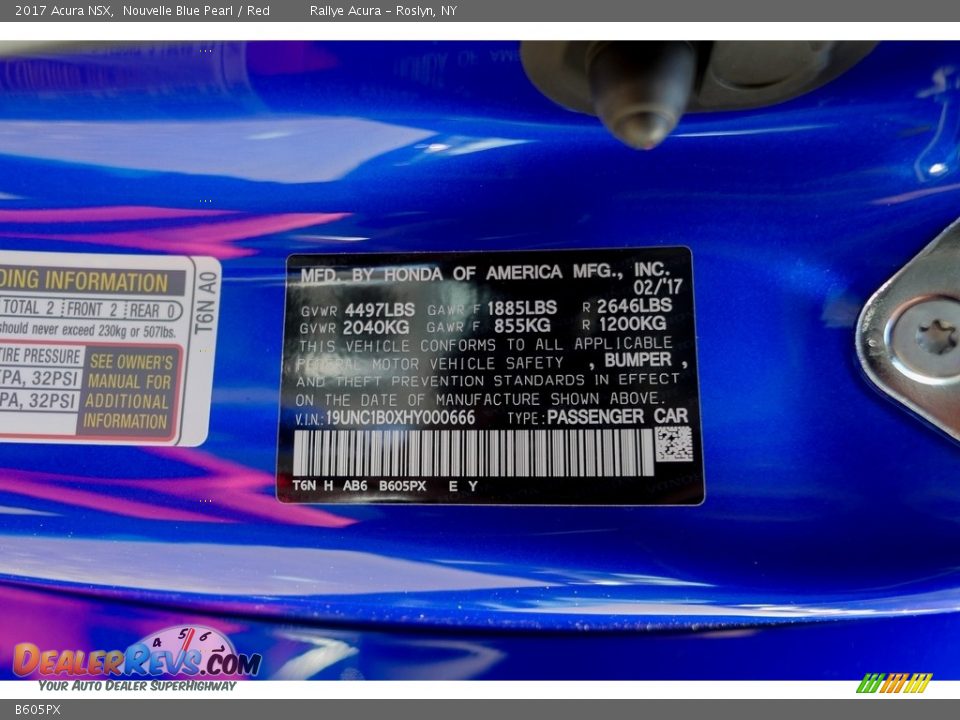 2017 Acura NSX, Nouvelle Blue Pearl / Red Rallye Acura - Roslyn, NY
DING INFORMATION
TOTAL 2 FRONT 2 REAR 0
should never exceed 230kg or 507lbs.
TIRE PRESSURE
PA, 32PSI
PA, 32PSI
SEE OWNER'S
MANUAL FOR
ADDITIONAL
INFORMATION
T6N A0
MFD. BY HONDA OF AMERICA MFG., INC.
02/'17
GVWR 4497LBS GAWR F 1885LBS R 2646LBS
GVWR 2040KG GAWR F 855KG R 1200KG
THIS VEHICLE CONFORMS TO ALL APPLICABLE
FEDERAL MOTOR VEHICLE SAFETY , BUMPER ,
AND THEFT PREVENTION STANDARDS IN EFFECT
ON THE DATE OF MANUFACTURE SHOWN ABOVE.
V.IN.: 19UNC1B0XHY000666 TYPE: PASSENGER CAR
T6N H AB6 B605PX E Y
4 5 6
DEALERREVS.COM
YOUR AUTO DEALER SUPERHIGHWAY
B605PX